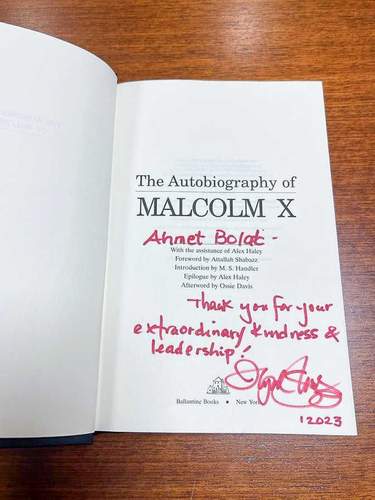 The Autobiography of
MALCOLM X
Ahmet Bolat -
With the assistance of Alex Haley
Foreword by Attallah Shabazz
Introduction by M. S. Handler
Epilogue by Alex Haley
Afterword by Ossie Davis
Thank you for your
extraordinary kindness &
leadership!
Ballantine Books • New York
2023